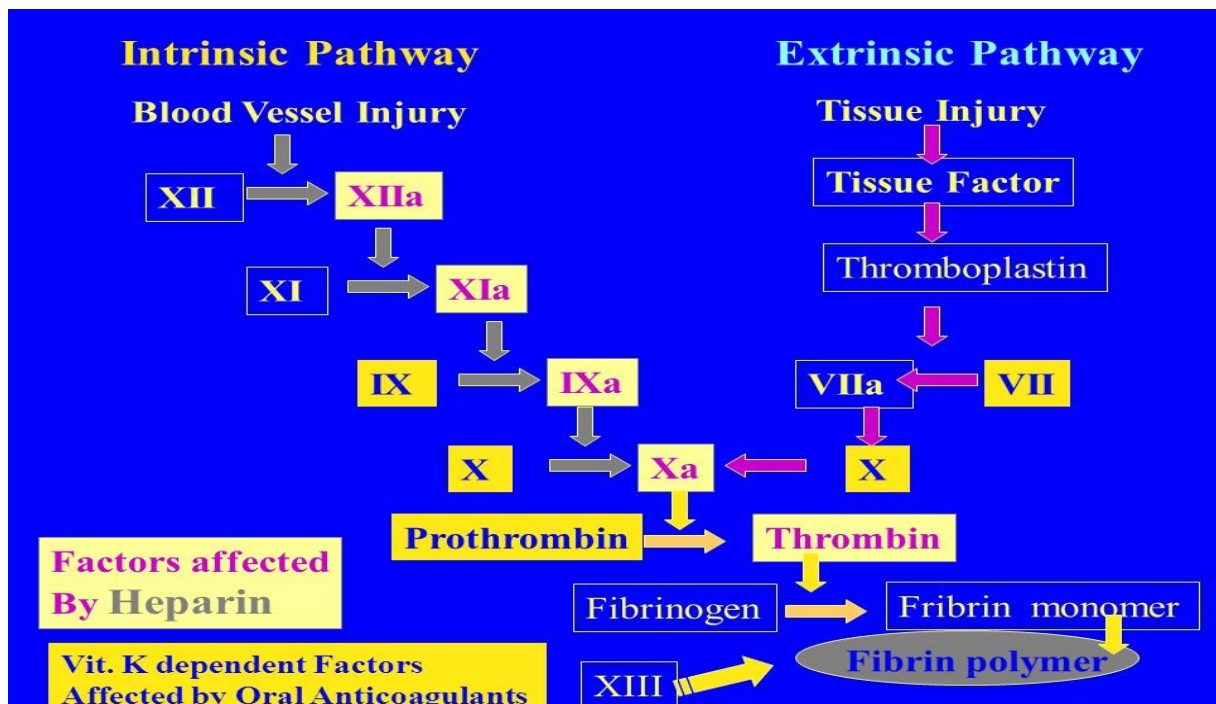 Intrinsic Pathway
Extrinsic Pathway
Blood Vessel Injury
Tissue Injury
XII
XIIa
Tissue Factor
XI
XIa
Thromboplastin
IX
IXa
VIIa
VII
X
Xa
X
Prothrombin
Thrombin
Factors affected
By Heparin
Fibrinogen
Fribrin monomer
Vit. K dependent Factors
Affected by Oral Anticoagulants
Fibrin polymer
XIII